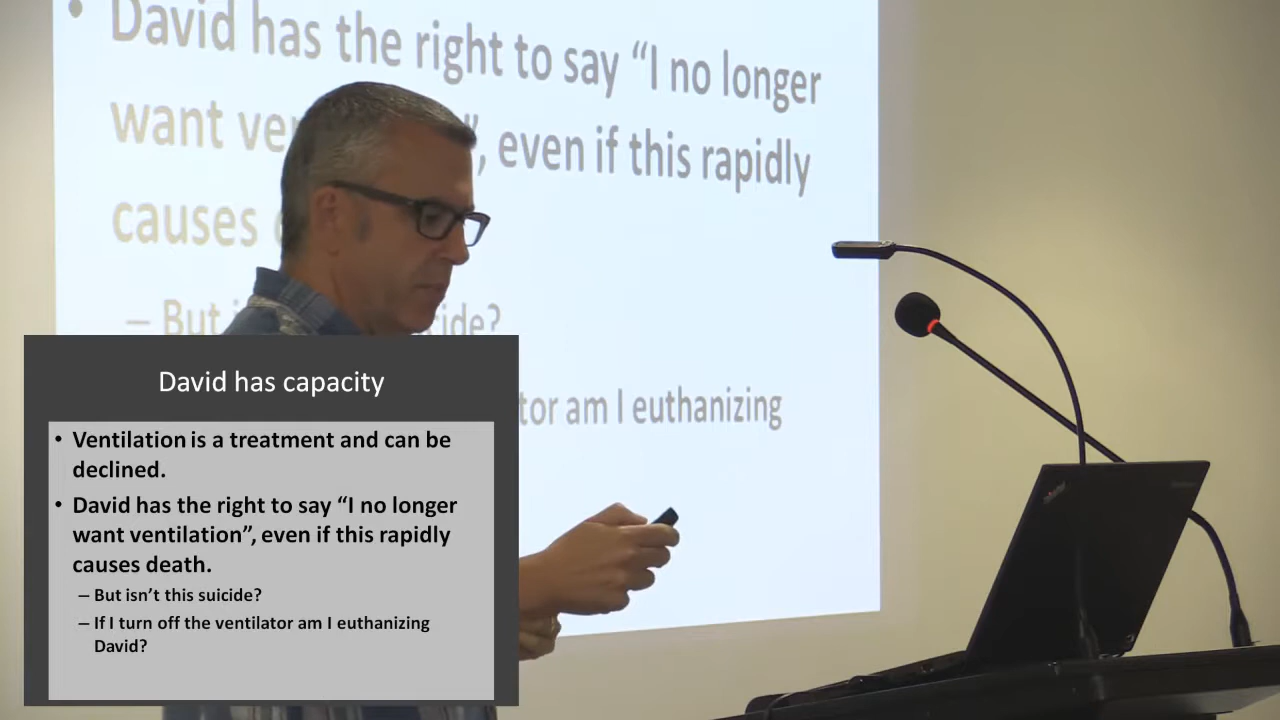 • David has the right to say “I no longer
want ve ”, even if this rapidly
causes
– But i cide?
tor am I euthanizing
David has capacity
• Ventilation is a treatment and can be
declined.
• David has the right to say “I no longer
want ventilation”, even if this rapidly
causes death.
– But isn’t this suicide?
– If I turn off the ventilator am I euthanizing
David?